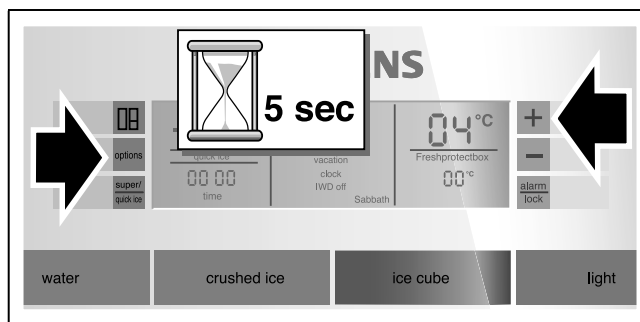 NS
5 sec
04°C
+
options
quick ice
vacation
Freshprotectbox
−
clock
super/
quick ice
00 00
IWD off
00°C
alarm
lock
time
Sabbath
water
crushed ice
ice cube
light